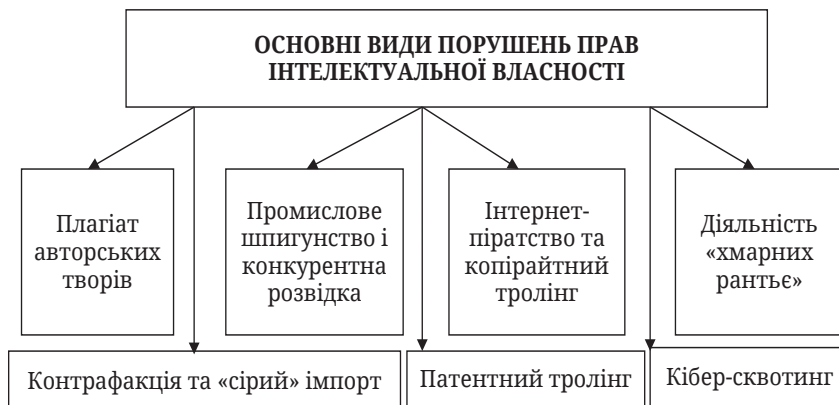 ОСНОВНІ ВИДИ ПОРУШЕНЬ ПРАВ
ІНТЕЛЕКТУАЛЬНОЇ ВЛАСНОСТІ
Плагіат
авторських
творів
Промислове
шпигунство і
конкурентна
розвідка
Інтернет-
піратство та
копірайтний
тролінг
Діяльність
«хмарних
рантьє»
Контрафакція та «сірий» імпорт
Патентний тролінг
Кібер-сквотинг